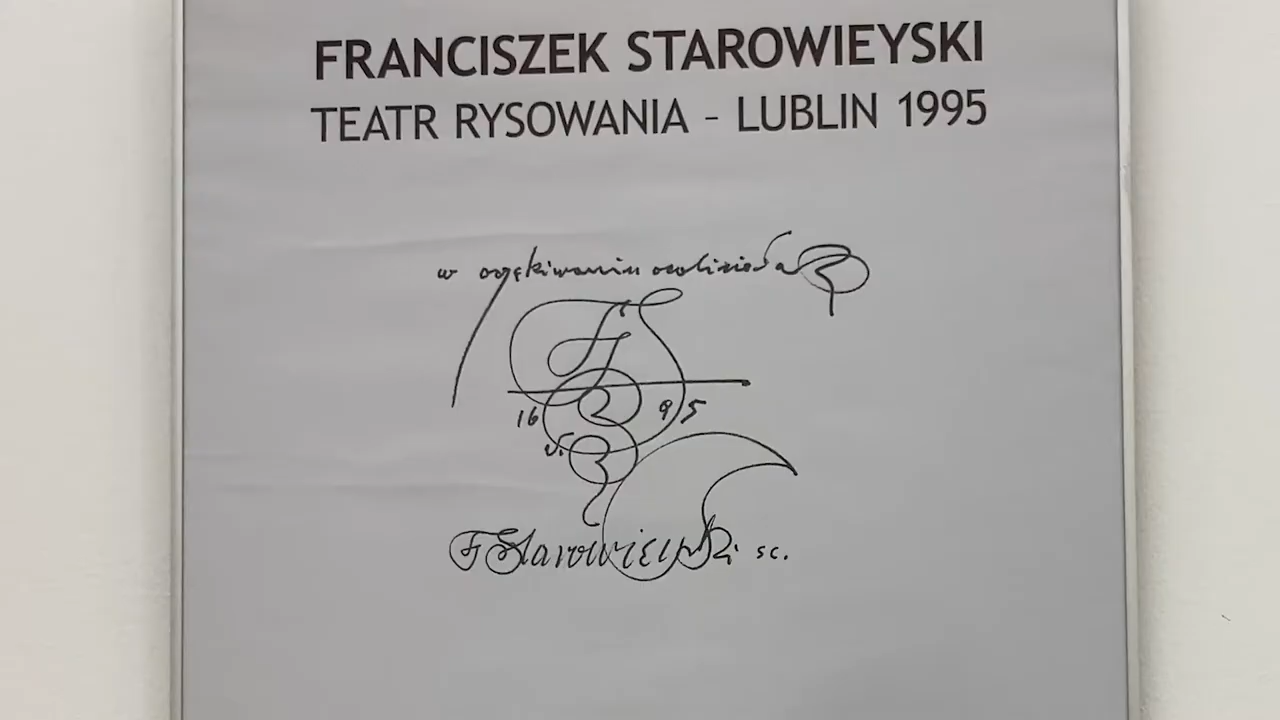 FRANCISZEK STAROWIEYSKI
TEATR RYSOWANIA – LUBLIN 1995
w oczekiwaniu
16 95
F Starowieyski sc.